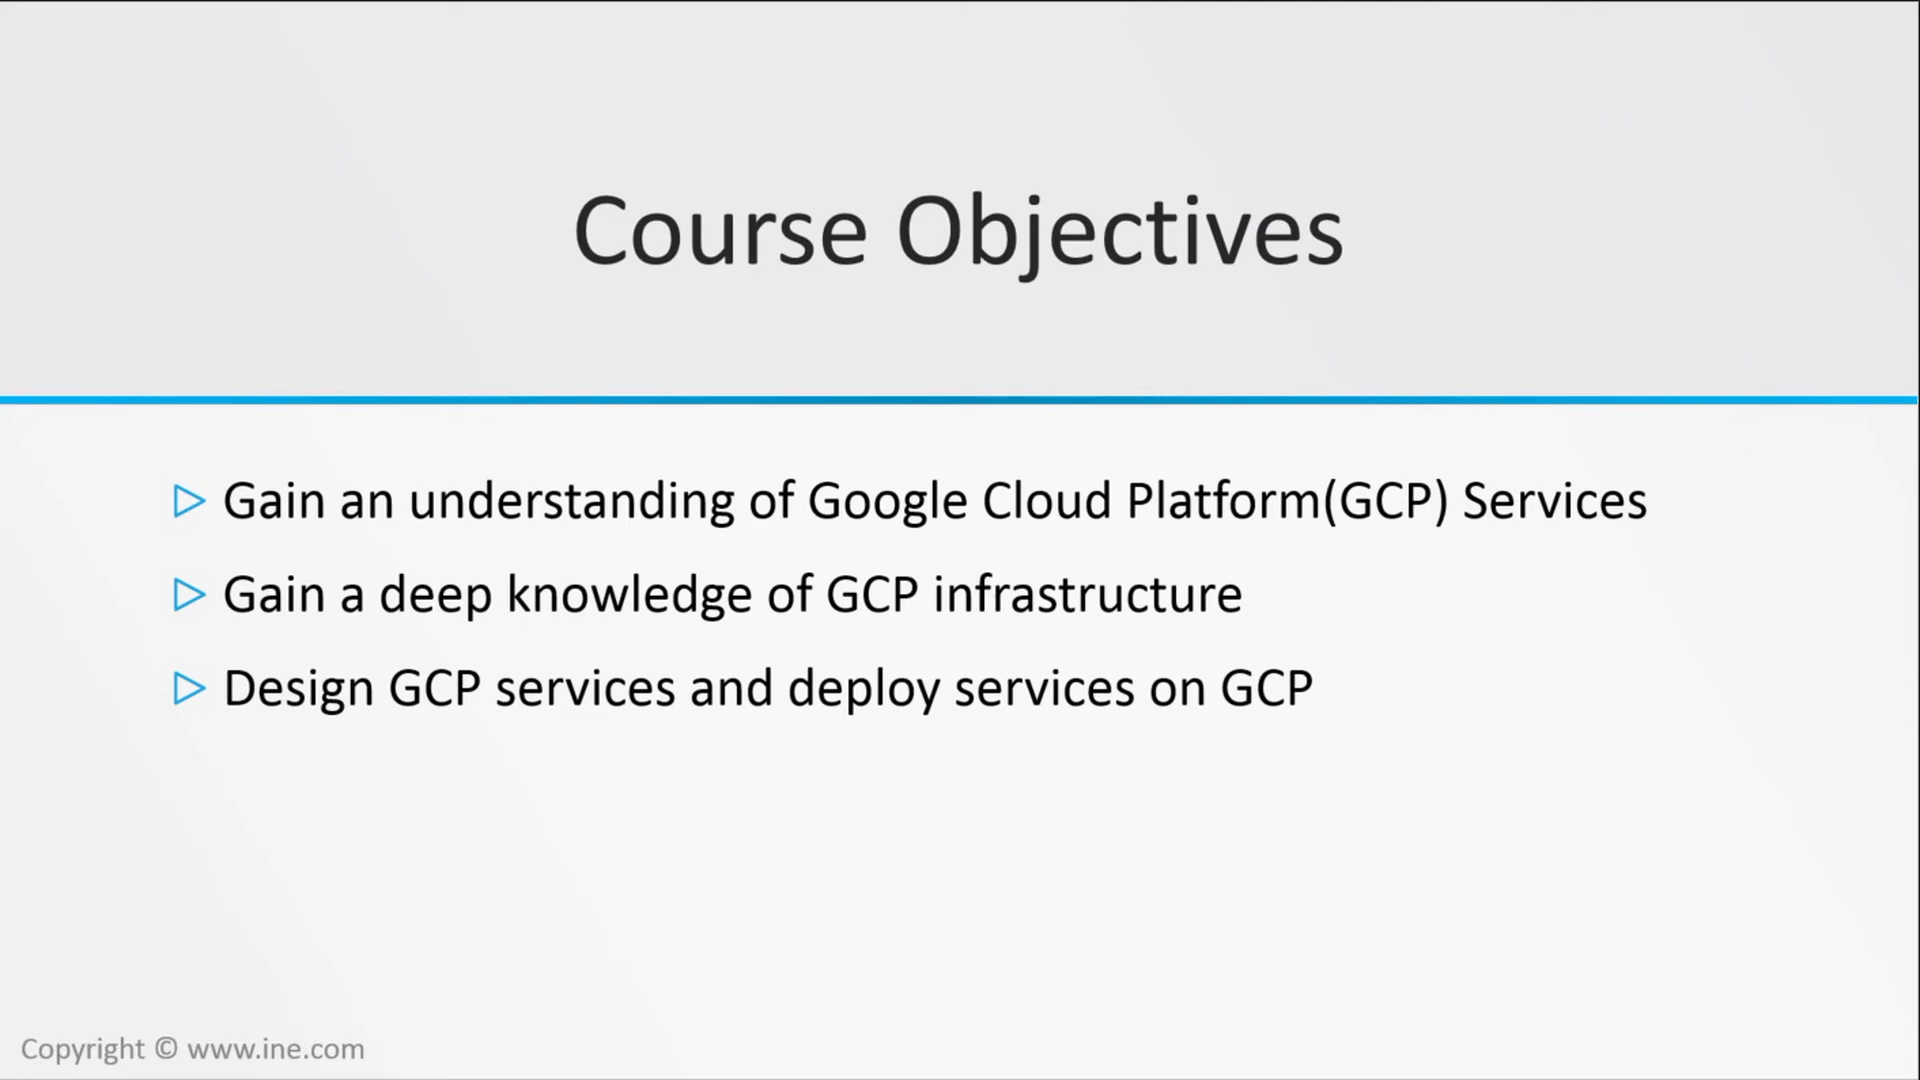 Course Objectives
Gain an understanding of Google Cloud Platform(GCP) Services
Gain a deep knowledge of GCP infrastructure
Design GCP services and deploy services on GCP
Copyright © www.ine.com